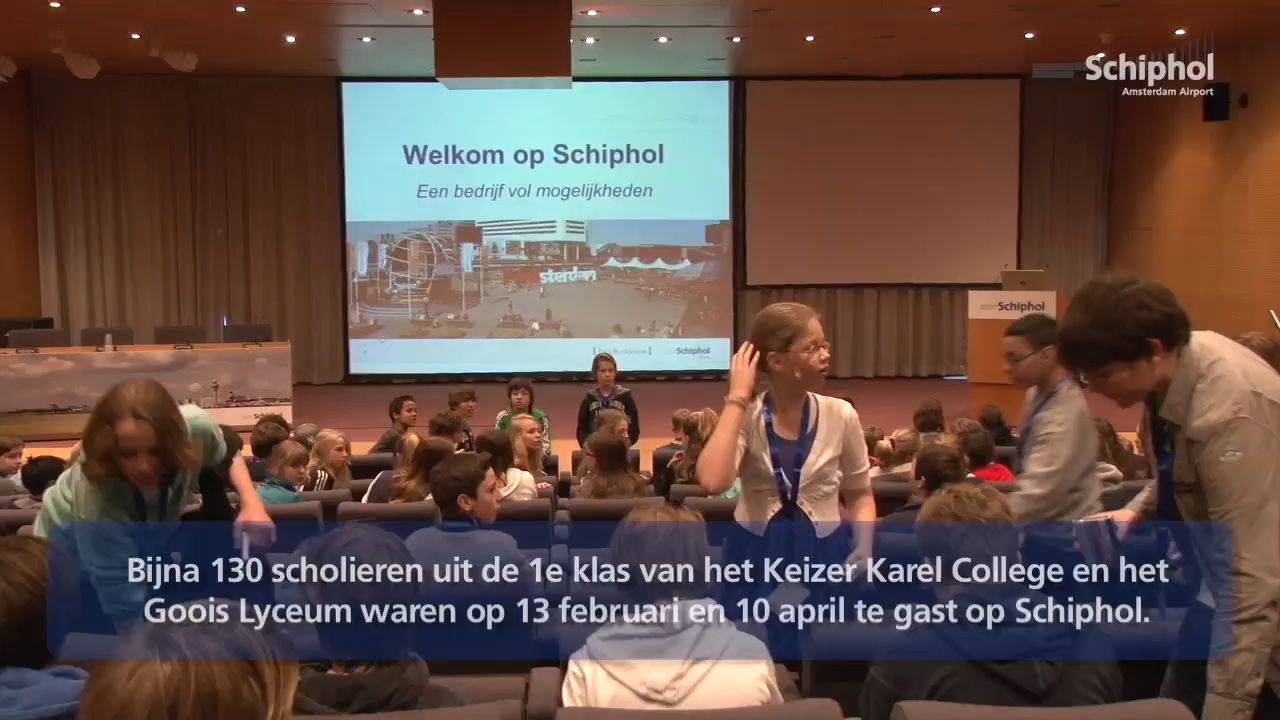 Schiphol
Amsterdam Airport
Welkom op Schiphol
Een bedrijf vol mogelijkheden
sterdam
Schiphol
Schiphol
Bijna 130 scholieren uit de 1e klas van het Keizer Karel College en het
Goois Lyceum waren op 13 februari en 10 april te gast op Schiphol.